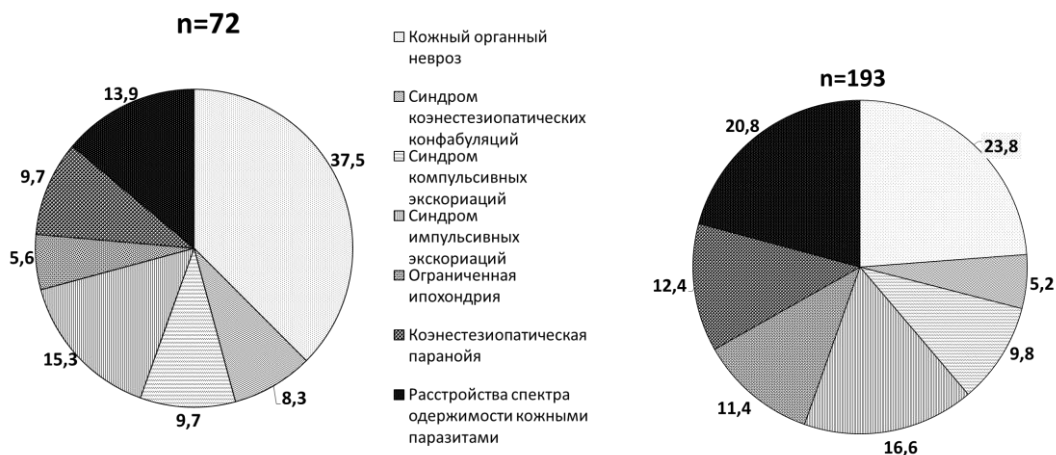 n=72
13,9
37,5
9,7
5,6
15,3
9,7
8,3
Кожный органный
невроз
Синдром
коэнестезиопатических
конфабуляций
Синдром
компульсивных
экскориаций
Синдром
импульсивных
экскориаций
Ограниченная
ипохондрия
Коэнестезиопатическая
паранойя
Расстройства спектра
одержимости кожными
паразитами
n=193
20,8
23,8
12,4
5,2
9,8
11,4
16,6